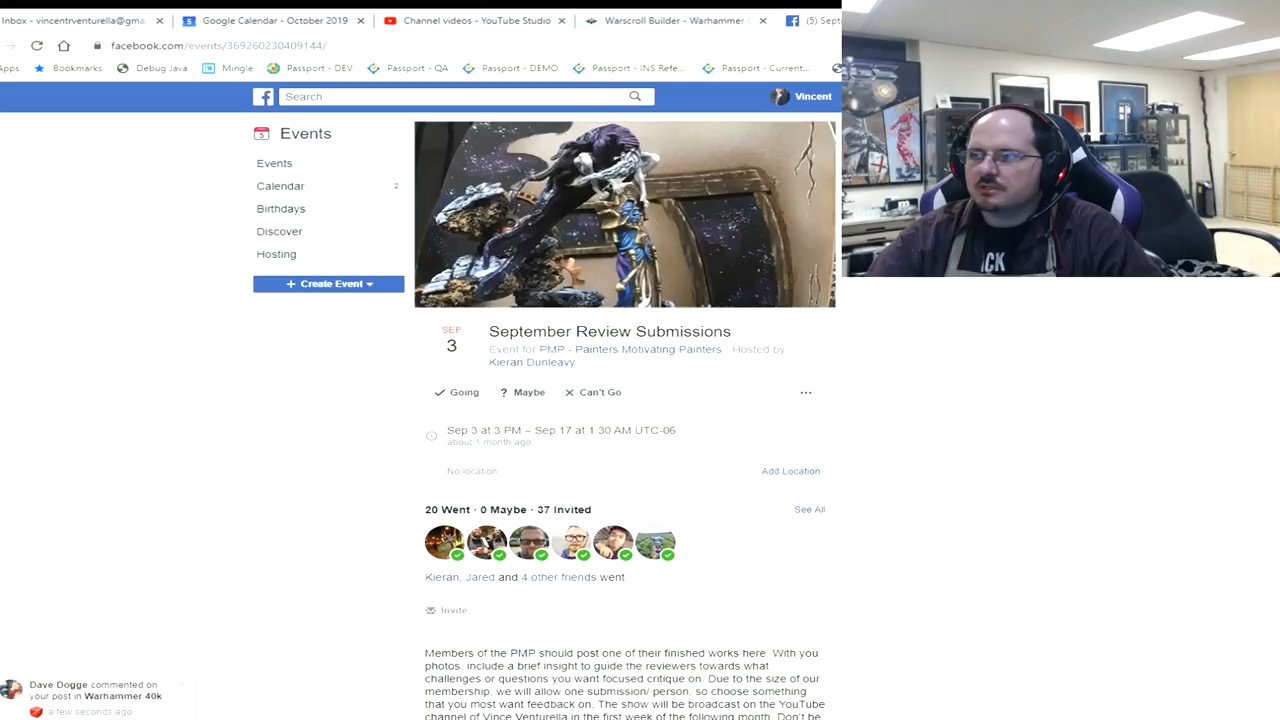 Inbox - vincentrventurella@gma
Google Calendar - October 2019
Channel videos - YouTube Studio
Warscroll Builder - Warhammer
(5) Sept
facebook.com/events/369260230409144/
Apps
Bookmarks
Debug Java
Mingle
Passport - DEV
Passport - QA
Passport - DEMO
Passport - INS Refe...
Passport - Current...
Search
Vincent
5
Events
Events
Calendar
2
Birthdays
Discover
Hosting
+ Create Event
SEP
3
September Review Submissions
Event for PMP - Painters Motivating Painters Hosted by
Kieran Dunleavy
Going
? Maybe
Can't Go
...
Sep 3 at 3 PM – Sep 17 at 1:30 AM UTC-06
about 1 month ago
No location
Add Location
20 Went · 0 Maybe · 37 Invited
See All
Kieran, Jared and 4 other friends went
Invite
Members of the PMP should post one of their finished works here. With you
photos, include a brief insight to guide the reviewers towards what
challenges or questions you want focused critique on. Due to the size of our
membership, we will allow one submission/ person, so choose something
that you most want feedback on. The show will be broadcast on the YouTube
channel of Vince Venturella in the first week of the following month. Don't be
Dave Dogge commented on
your post in Warhammer 40k
a few seconds ago